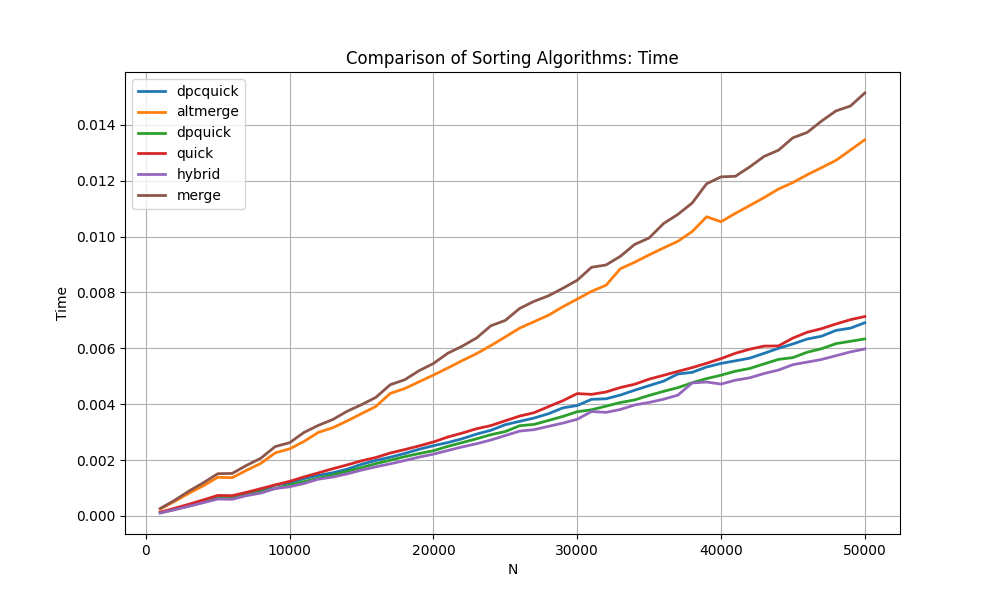 Comparison of Sorting Algorithms: Time
dpcquick
altmerge
dpquick
quick
hybrid
merge
0.014
0.012
0.010
0.008
0.006
0.004
0.002
0.000
Time
0 10000 20000 30000 40000 50000
N